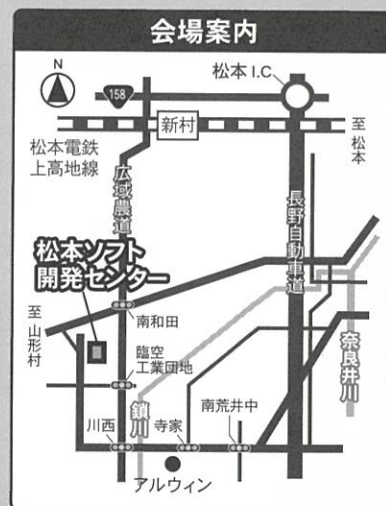 会場案内
N
松本 I.C
158
新村
至松本
松本電鉄
上高地線
広域農道
長野自動車道
松本ソフト
開発センター
至山形村
南和田
臨空
工業団地
奈良井川
鎖川
川西
寺家
南荒井中
アルウィン